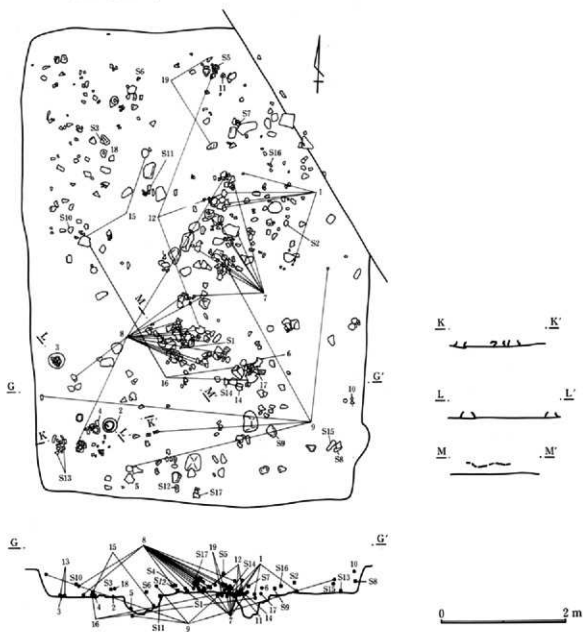 S6
S5
19
11
S3
18
S7
S16
S11
1
S10
12
15
S2
7
M
8
S1
L
3
6
16
17
S14
14
M'
G
G'
4
2
L'
10
K
K'
9
S9
S15
S8
S13
5
S12
S17
K K'
L L'
M M'
G G'
8
12
1
10
13
15
19
S17
S5
S14
S16
S10
S4
S12
S7
S2
S13
S3
18
S6
S8
3
4
2
5
S1
S15
S9
16
S11
9
7
11
14
0 2 m